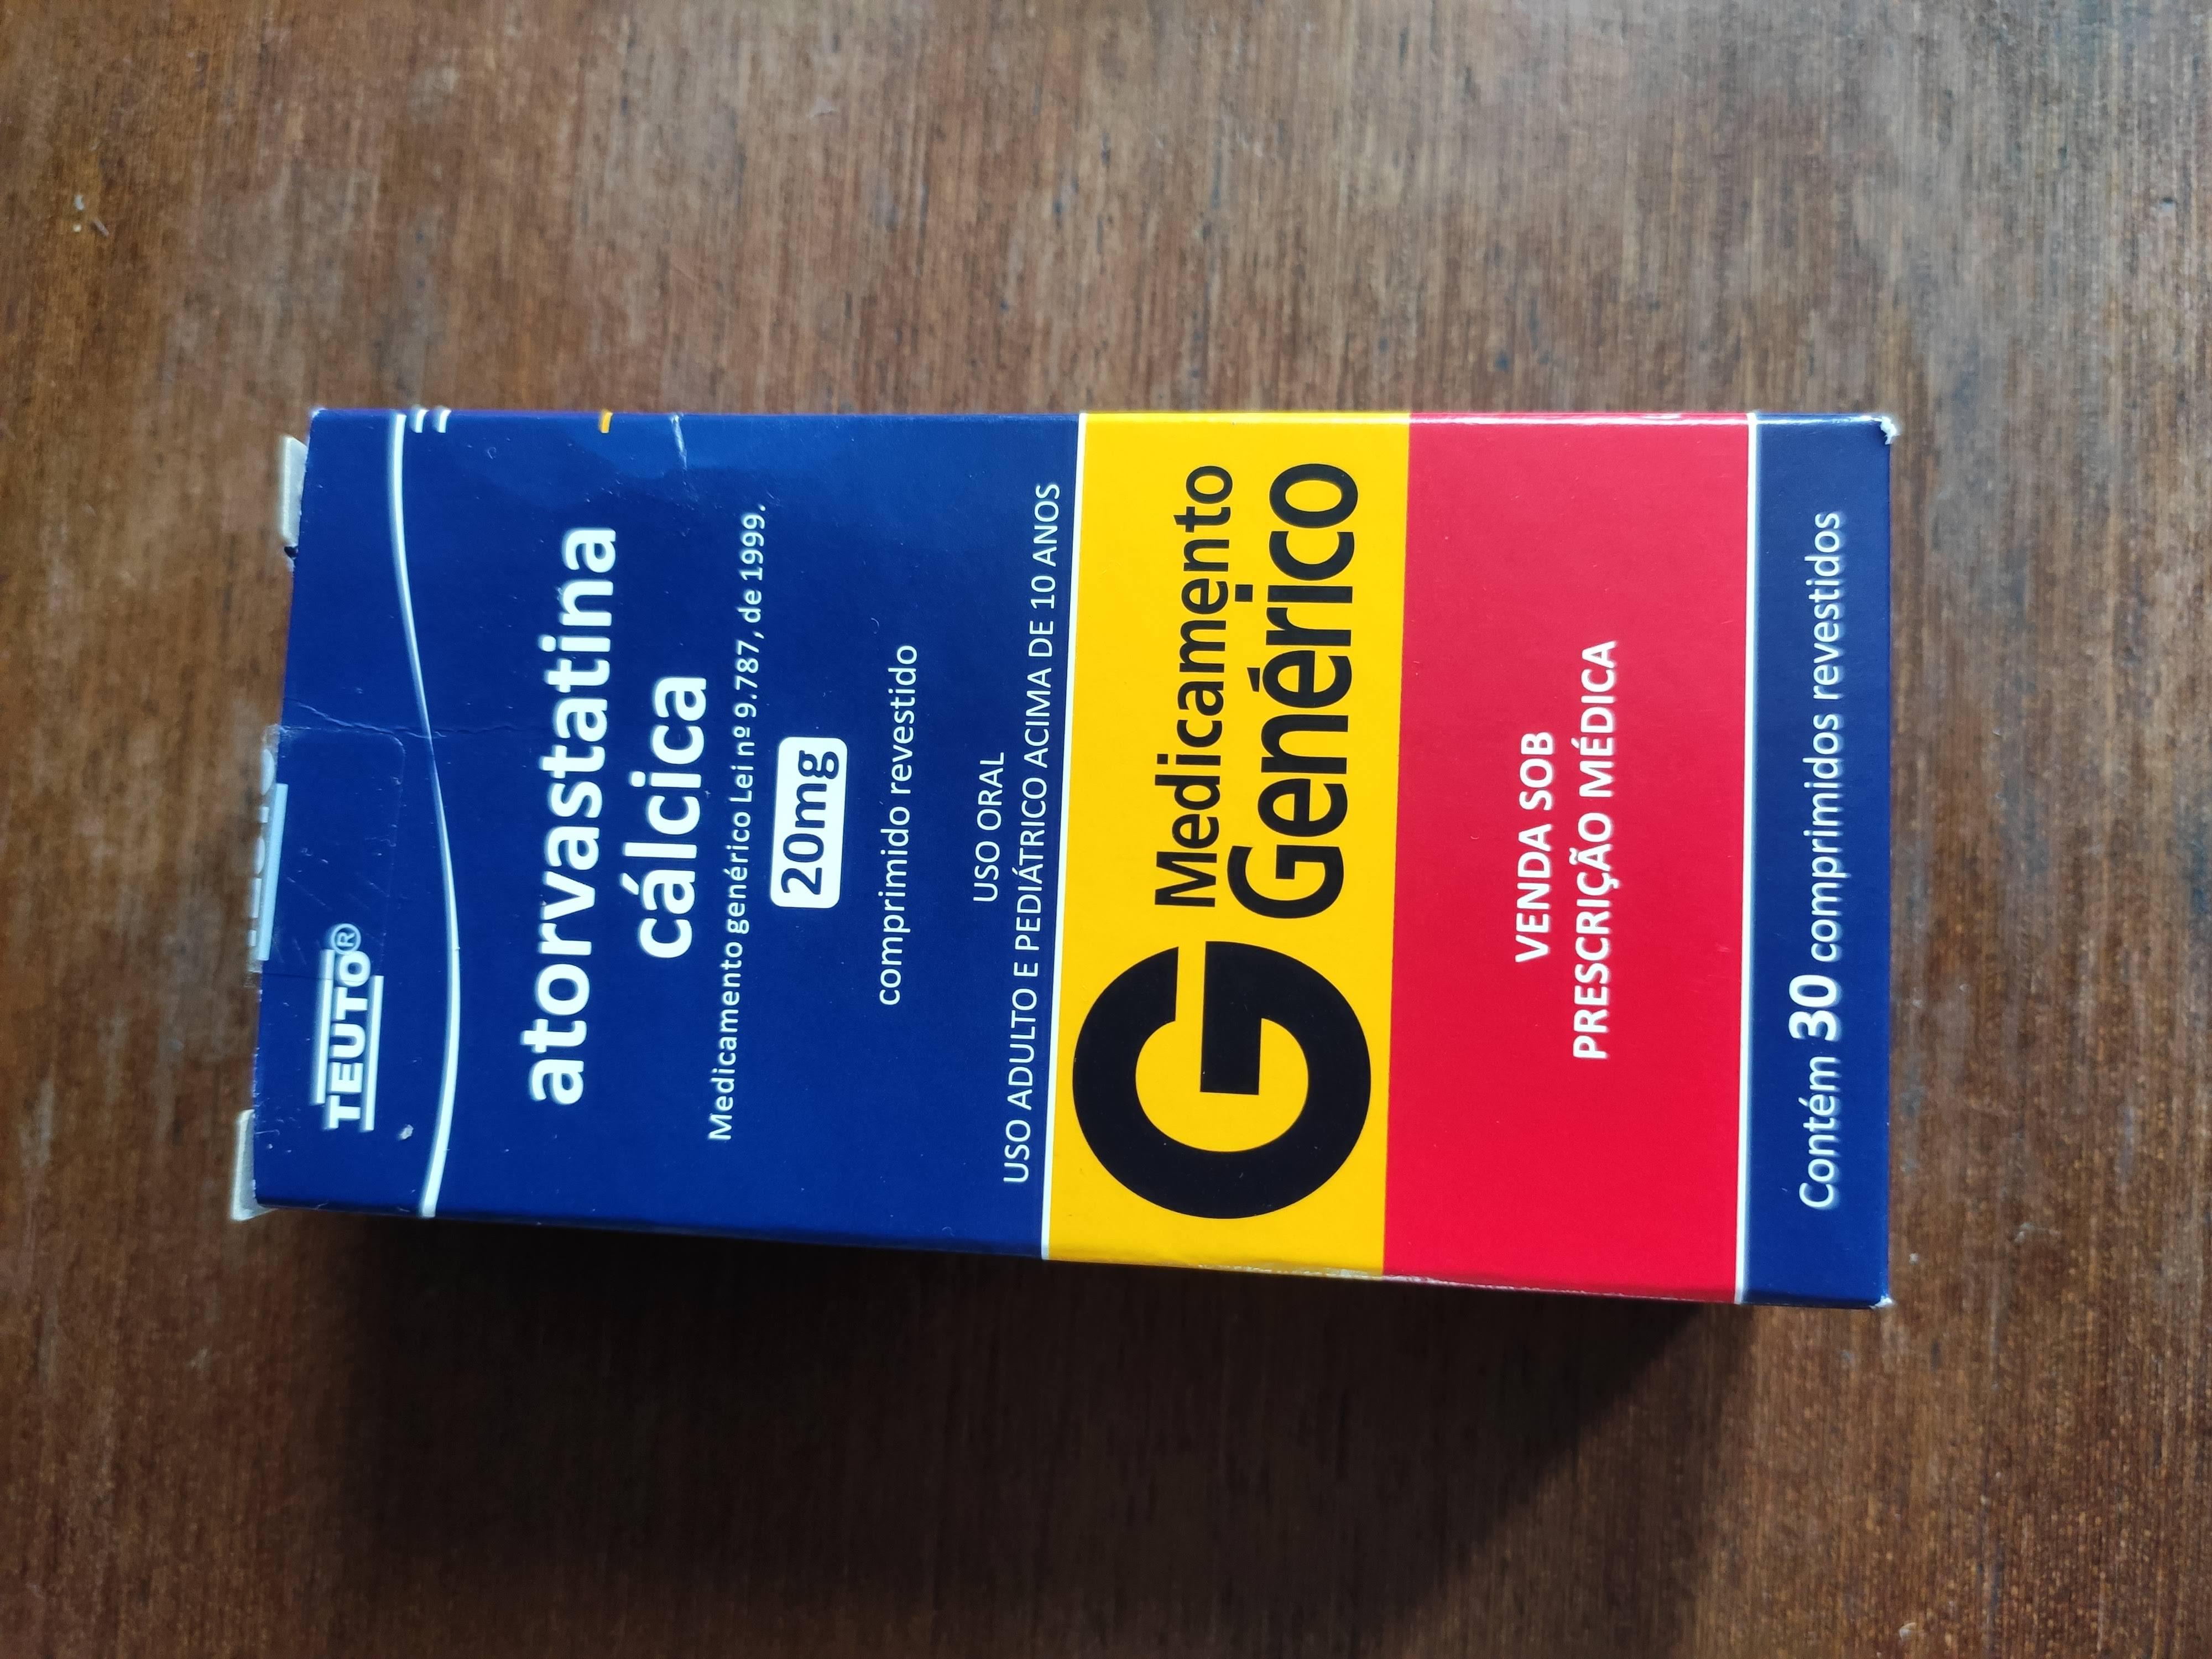 TEUTO®
atorvastatina
cálcica
Medicamento genérico Lei nº 9.787, de 1999.
20mg
comprimido revestido
USO ORAL
USO ADULTO E PEDIÁTRICO ACIMA DE 10 ANOS
G Medicamento
Genérico
VENDA SOB
PRESCRIÇÃO MÉDICA
Contém 30 comprimidos revestidos